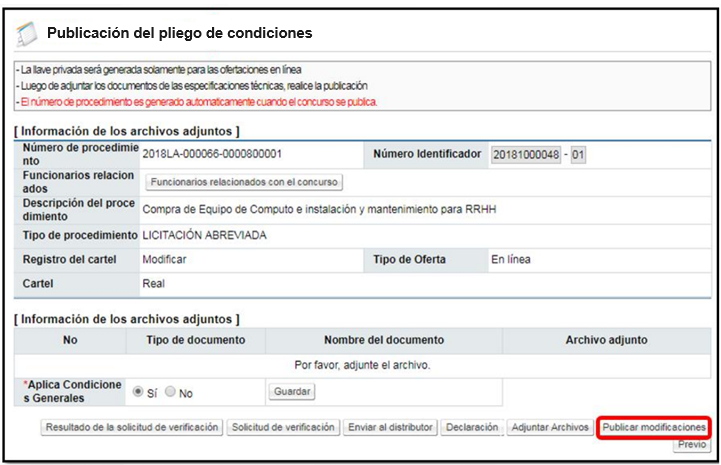 Publicación del pliego de condiciones
- La llave privada será generada solamente para las ofertaciones en línea
- Luego de adjuntar los documentos de las especificaciones técnicas, realice la publicación
- El número de procedimiento es generado automaticamente cuando el concurso se publica.
[ Información de los archivos adjuntos ]
Número de procedimie
nto
2018LA-000066-0000800001 Número Identificador 20181000048 - 01
Funcionarios relacion
ados
Funcionarios relacionados con el concurso
Descripción del proce
dimiento
Compra de Equipo de Computo e instalación y mantenimiento para RRHH
Tipo de procedimiento LICITACIÓN ABREVIADA
Registro del cartel Modificar Tipo de Oferta En línea
Cartel Real
[ Información de los archivos adjuntos ]
No Tipo de documento Nombre del documento Archivo adjunto
Por favor, adjunte el archivo.
*Aplica Condicione
s Generales
Sí No Guardar
Resultado de la solicitud de verificación Solicitud de verificación Enviar al distributor Declaración Adjuntar Archivos Publicar modificaciones
Previo